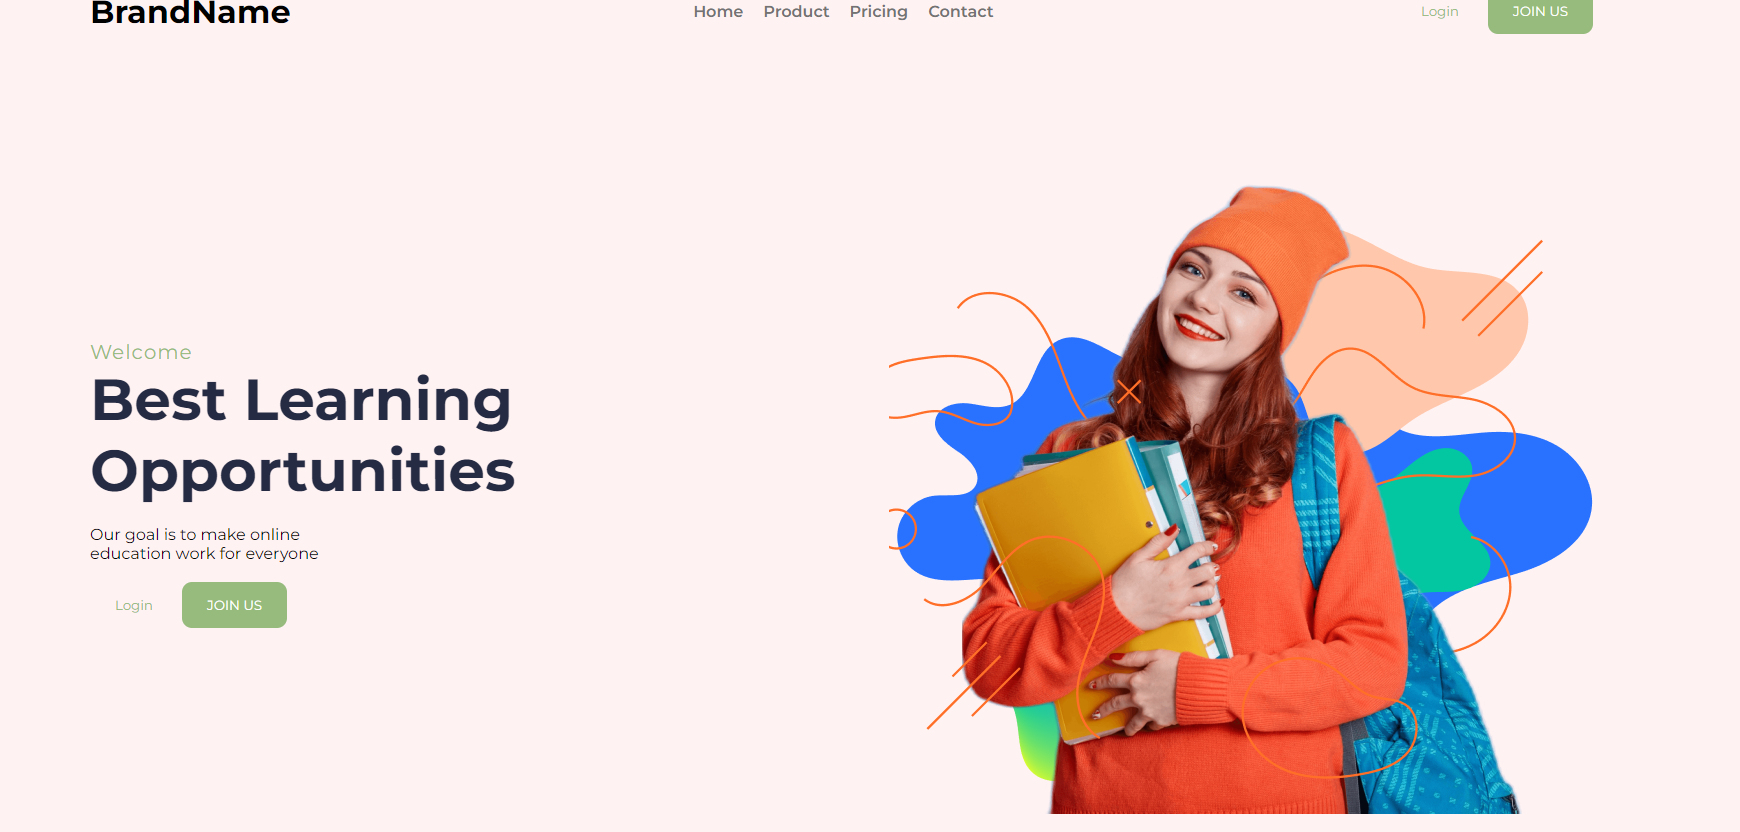 BrandName
Home Product Pricing Contact
Login JOIN US
Welcome
Best Learning
Opportunities
Our goal is to make online
education work for everyone
Login JOIN US